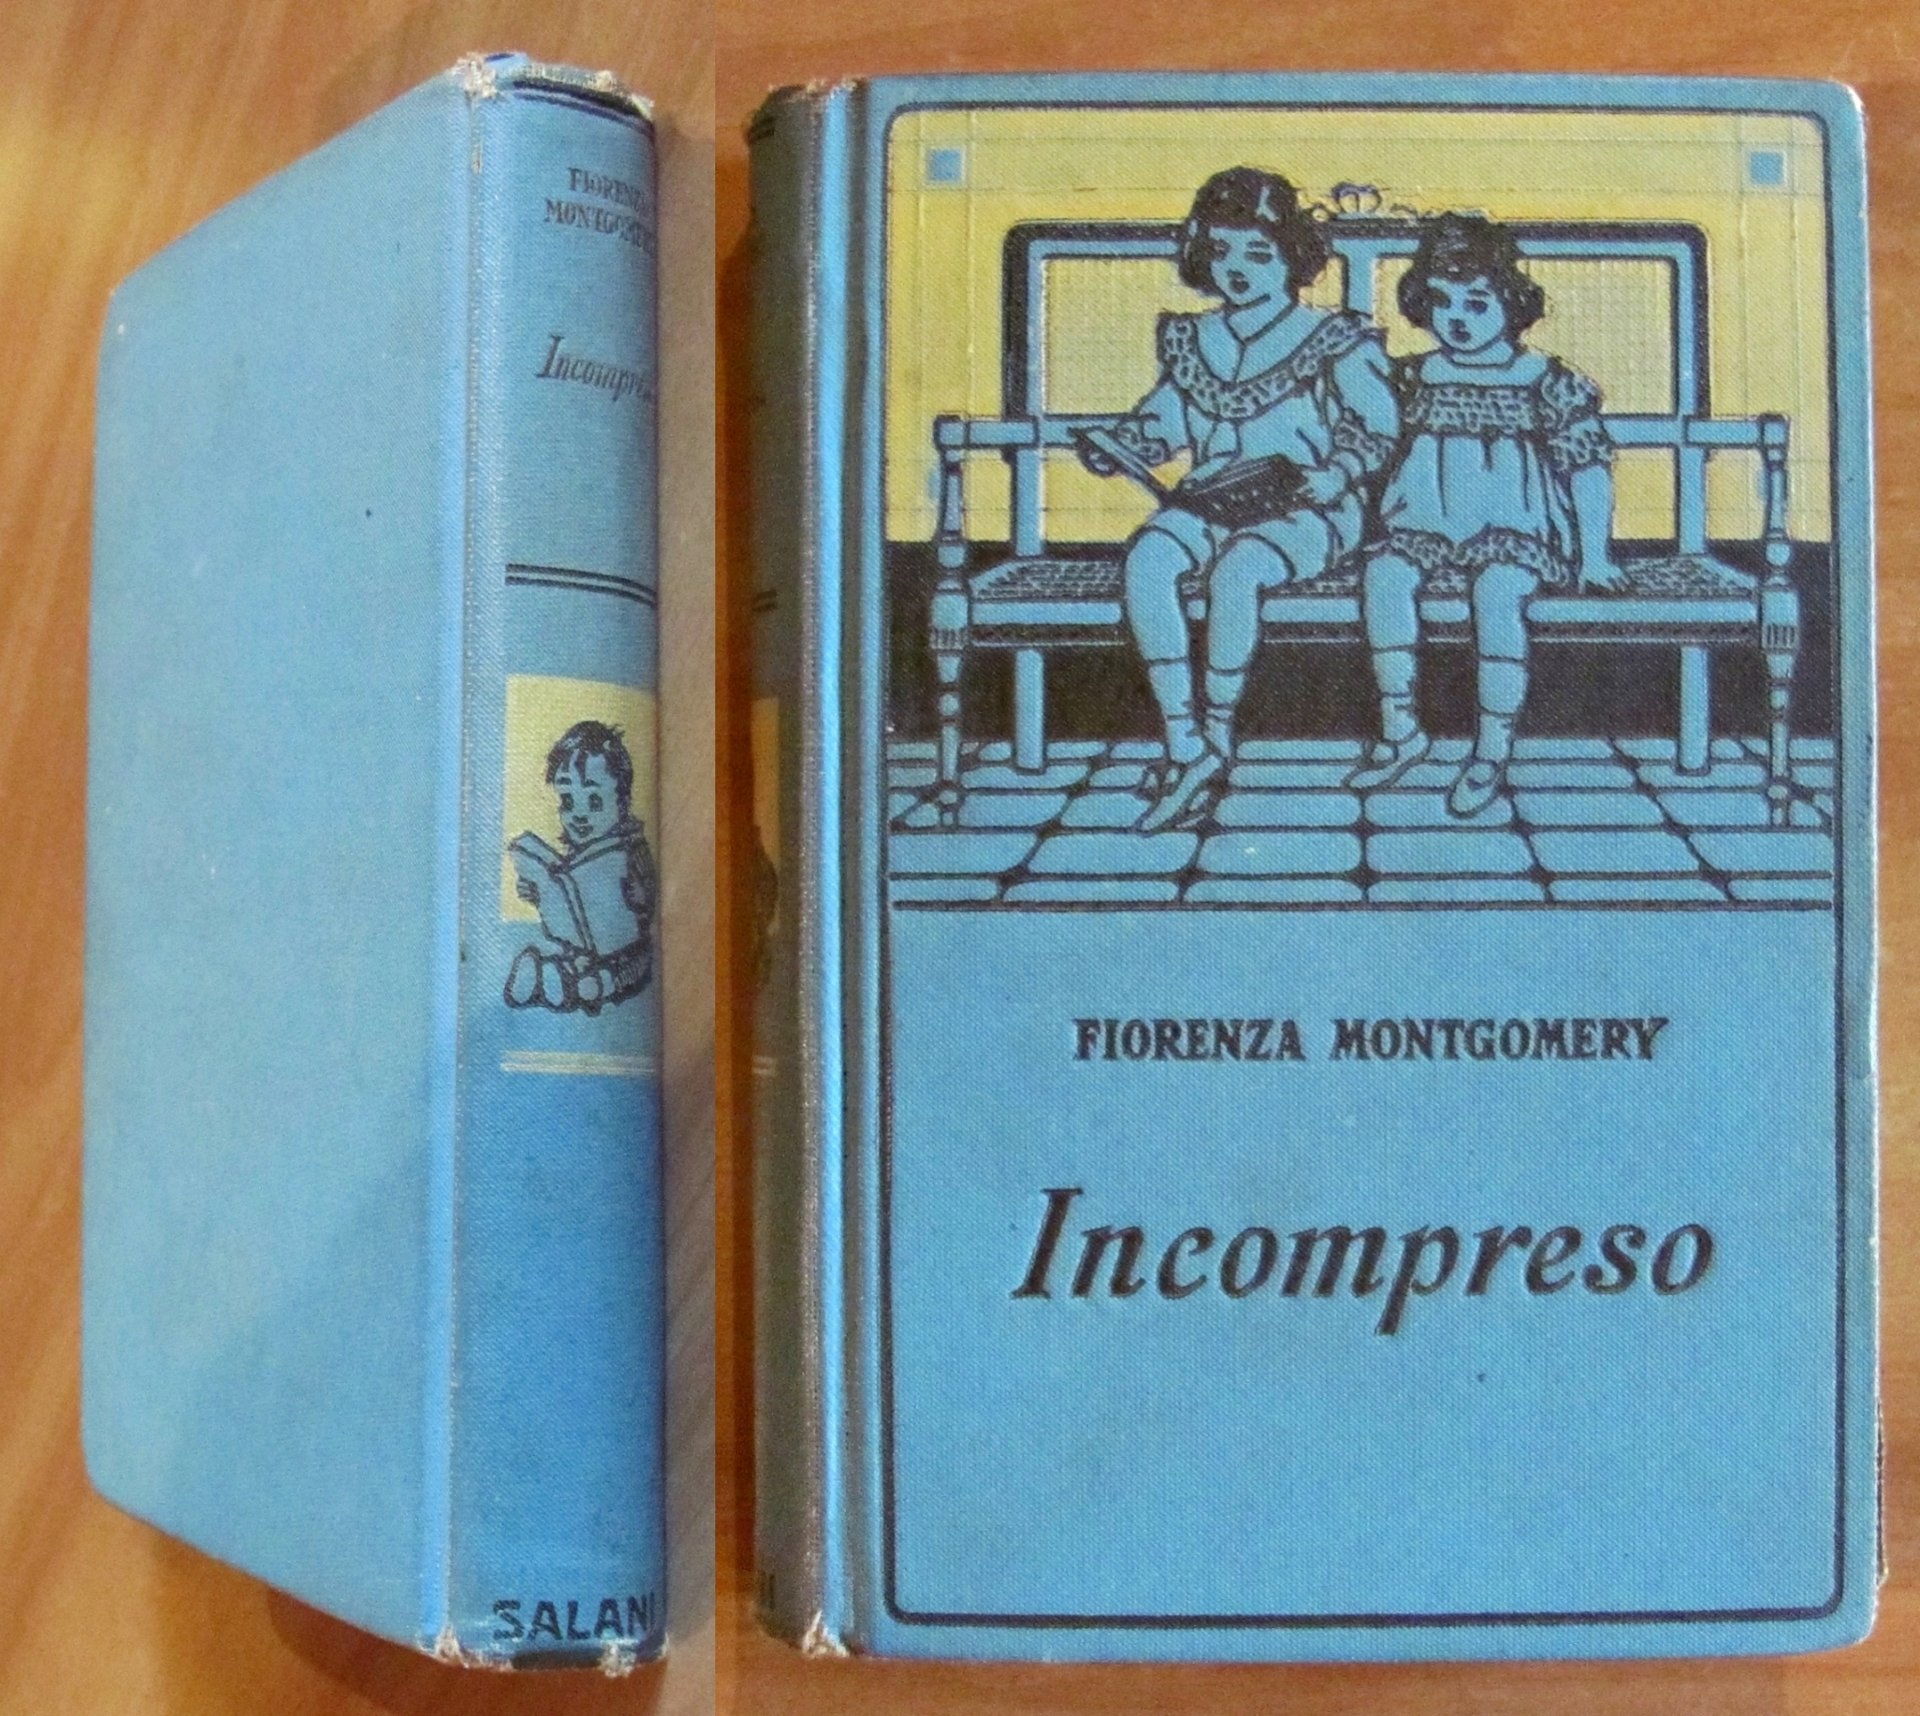 FIORENZA
MONTGOMERY
Incompreso
SALANI
FIORENZA MONTGOMERY
Incompreso